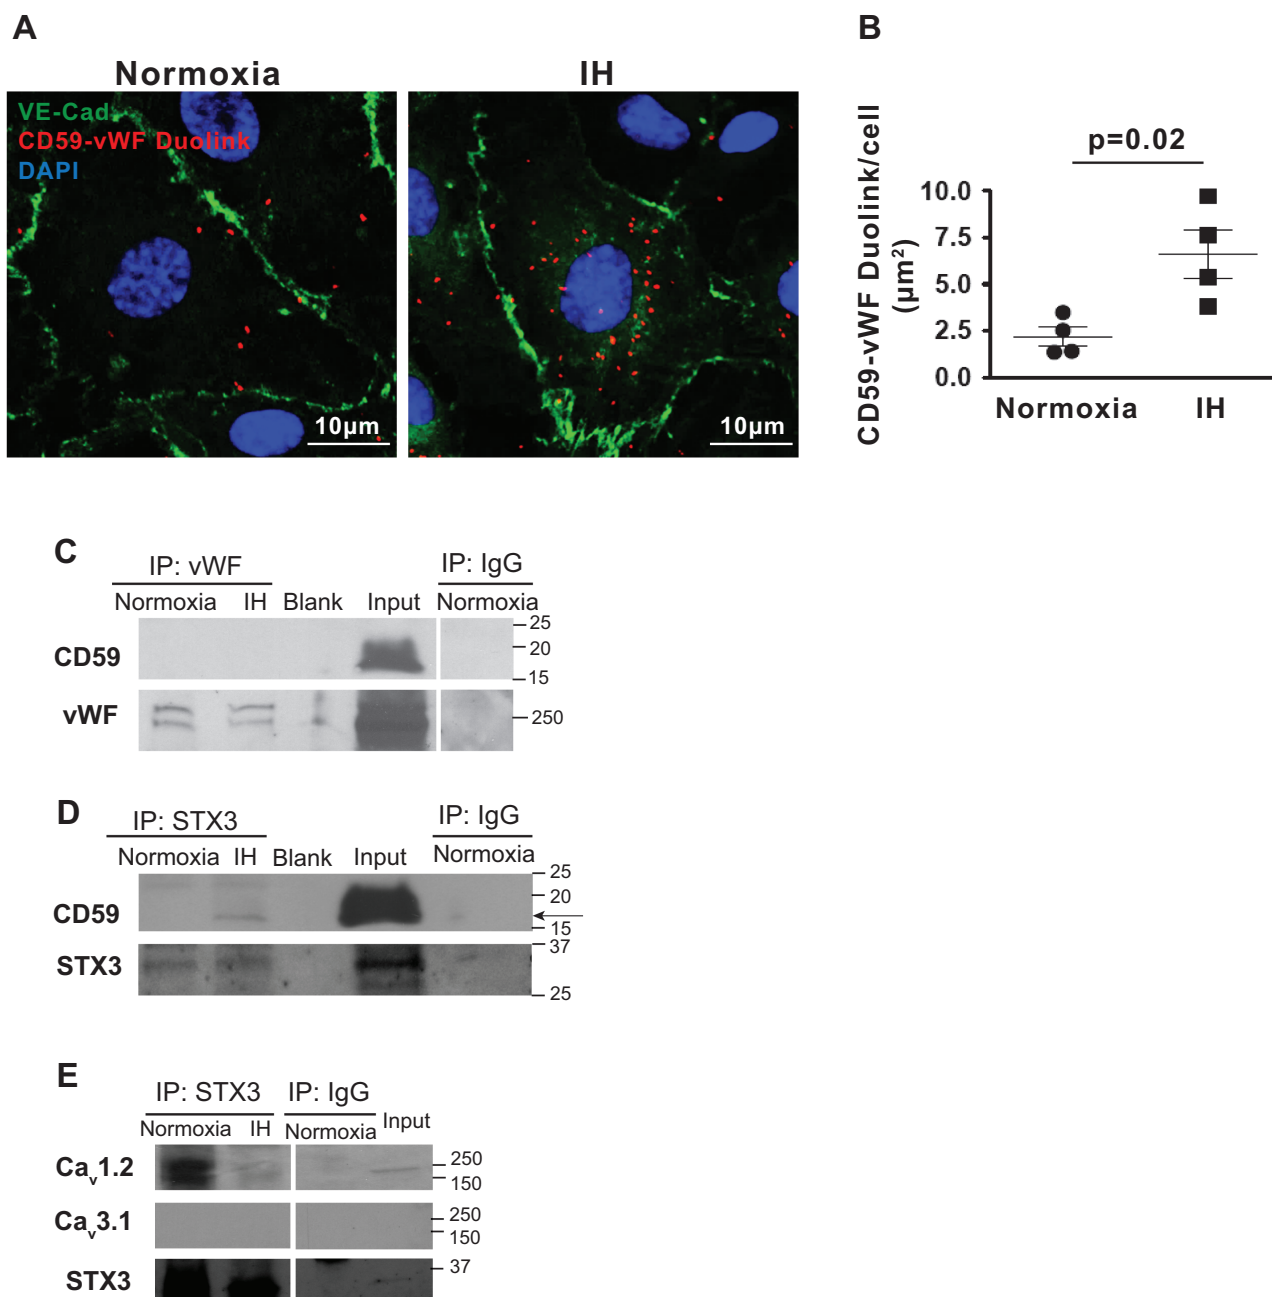 A
Normoxia
IH
VE-Cad
CD59-vWF Duolink
DAPI
10μm
10μm
B
CD59-vWF Duolink/cell
(μm²)
p=0.02
10.0
7.5
5.0
2.5
0.0
Normoxia IH
C
IP: vWF IP: IgG
Normoxia IH Blank Input Normoxia
CD59
25
20
15
vWF
250
D
IP: STX3 IP: IgG
Normoxia IH Blank Input Normoxia
CD59
25
20
15
STX3
37
25
E
IP: STX3 IP: IgG
Normoxia IH Normoxia Input
Caᵥ1.2
250
150
Caᵥ3.1
250
150
STX3
37